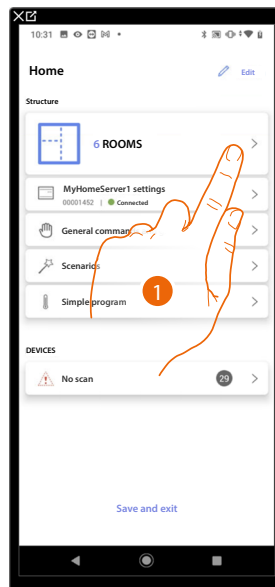 10:31
Home
Edit
Structure
6 ROOMS
MyHomeServer1 settings
00001452 | Connected
General comman
Scenarios
Simple program
1
DEVICES
No scan 29
Save and exit